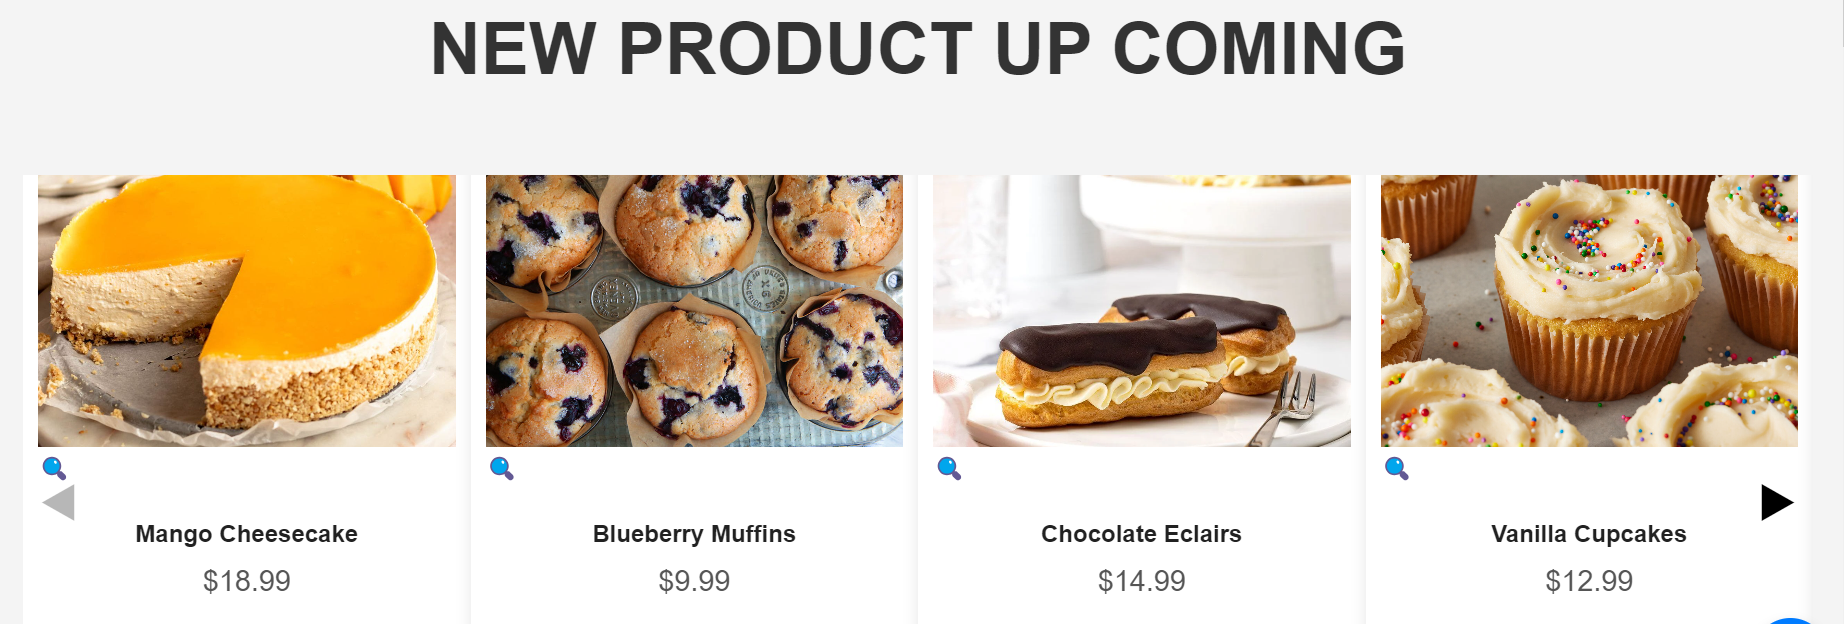 NEW PRODUCT UP COMING
Mango Cheesecake
$18.99
Blueberry Muffins
$9.99
Chocolate Eclairs
$14.99
Vanilla Cupcakes
$12.99